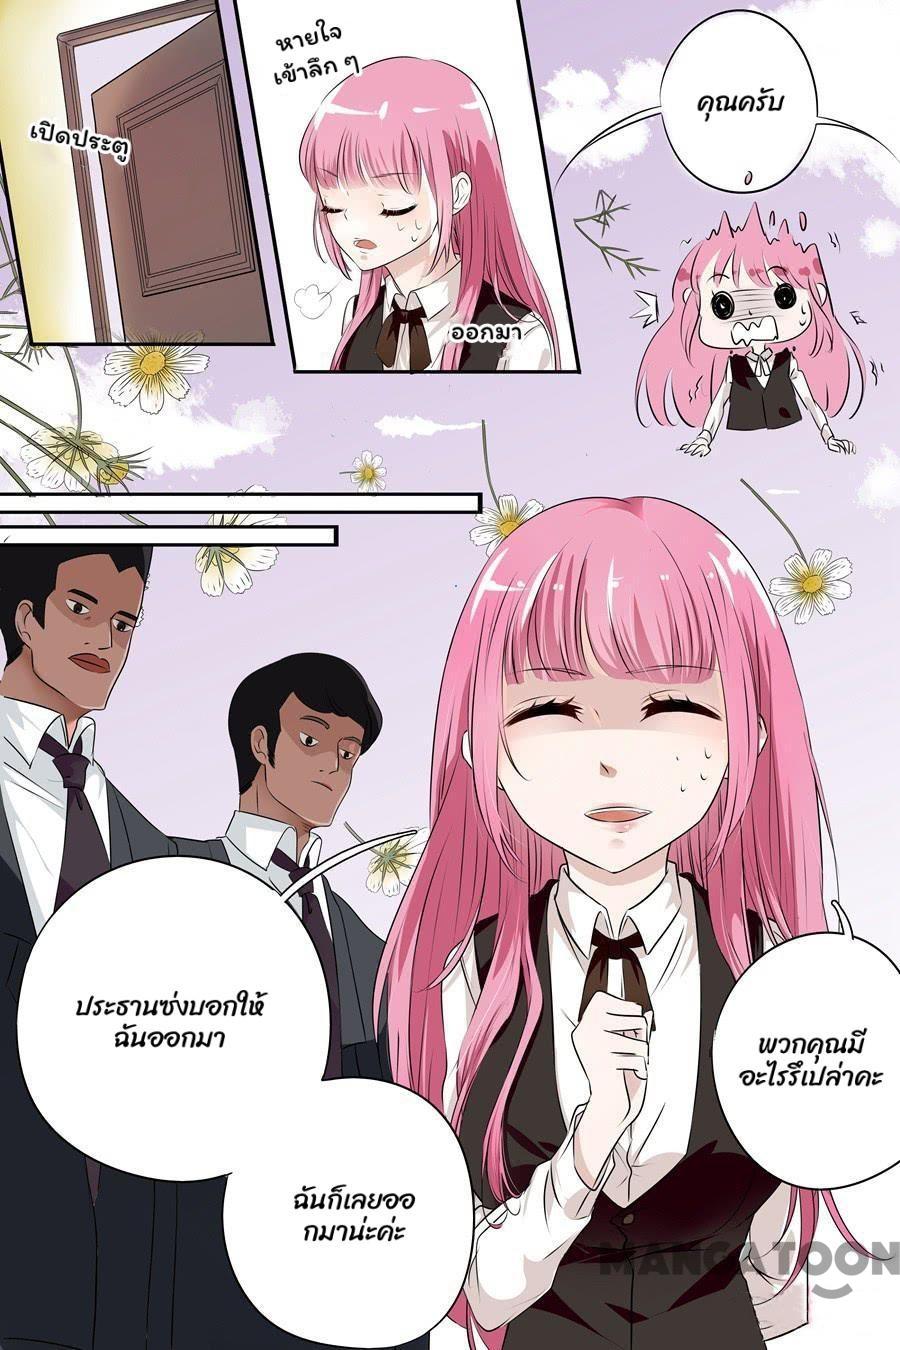 เปิดประตู
หายใจ
เข้าลึก ๆ
ออกมา
คุณครับ
ประธานซ่งบอกให้
ฉันออกมา
ฉันก็เลยออ
กมาน่ะค่ะ
พวกคุณมี
อะไรรึเปล่าคะ
MANGATOON